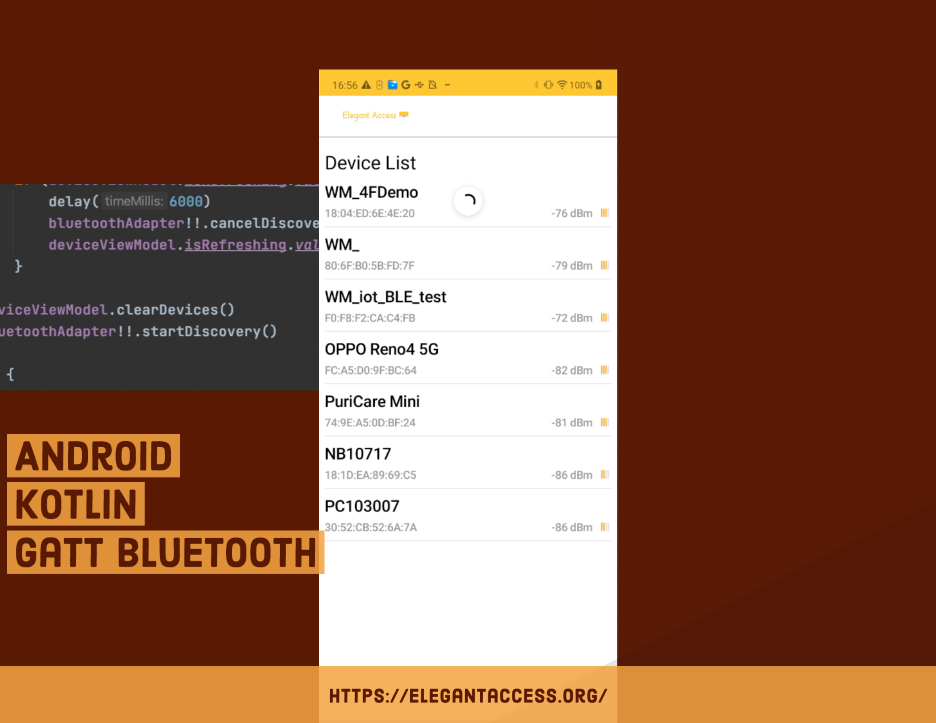 16:56
100%
Elegant Access
Device List
WM_4FDemo
18:04:ED:6E:4E:20 -76 dBm
WM_
80:6F:B0:5B:FD:7F -79 dBm
WM_iot_BLE_test
F0:F8:F2:CA:C4:FB -72 dBm
OPPO Reno4 5G
FC:A5:D0:9F:BC:64 -82 dBm
PuriCare Mini
74:9E:A5:0D:BF:24 -81 dBm
NB10717
18:1D:EA:89:69:C5 -86 dBm
PC103007
30:52:CB:52:6A:7A -86 dBm
delay( timeMillis: 6000)
bluetoothAdapter!!.cancelDiscove
deviceViewModel.isRefreshing.val
}
viceViewModel.clearDevices()
uetoothAdapter!!.startDiscovery()
{
ANDROID
KOTLIN
GATT BLUETOOTH
HTTPS://ELEGANTACCESS.ORG/